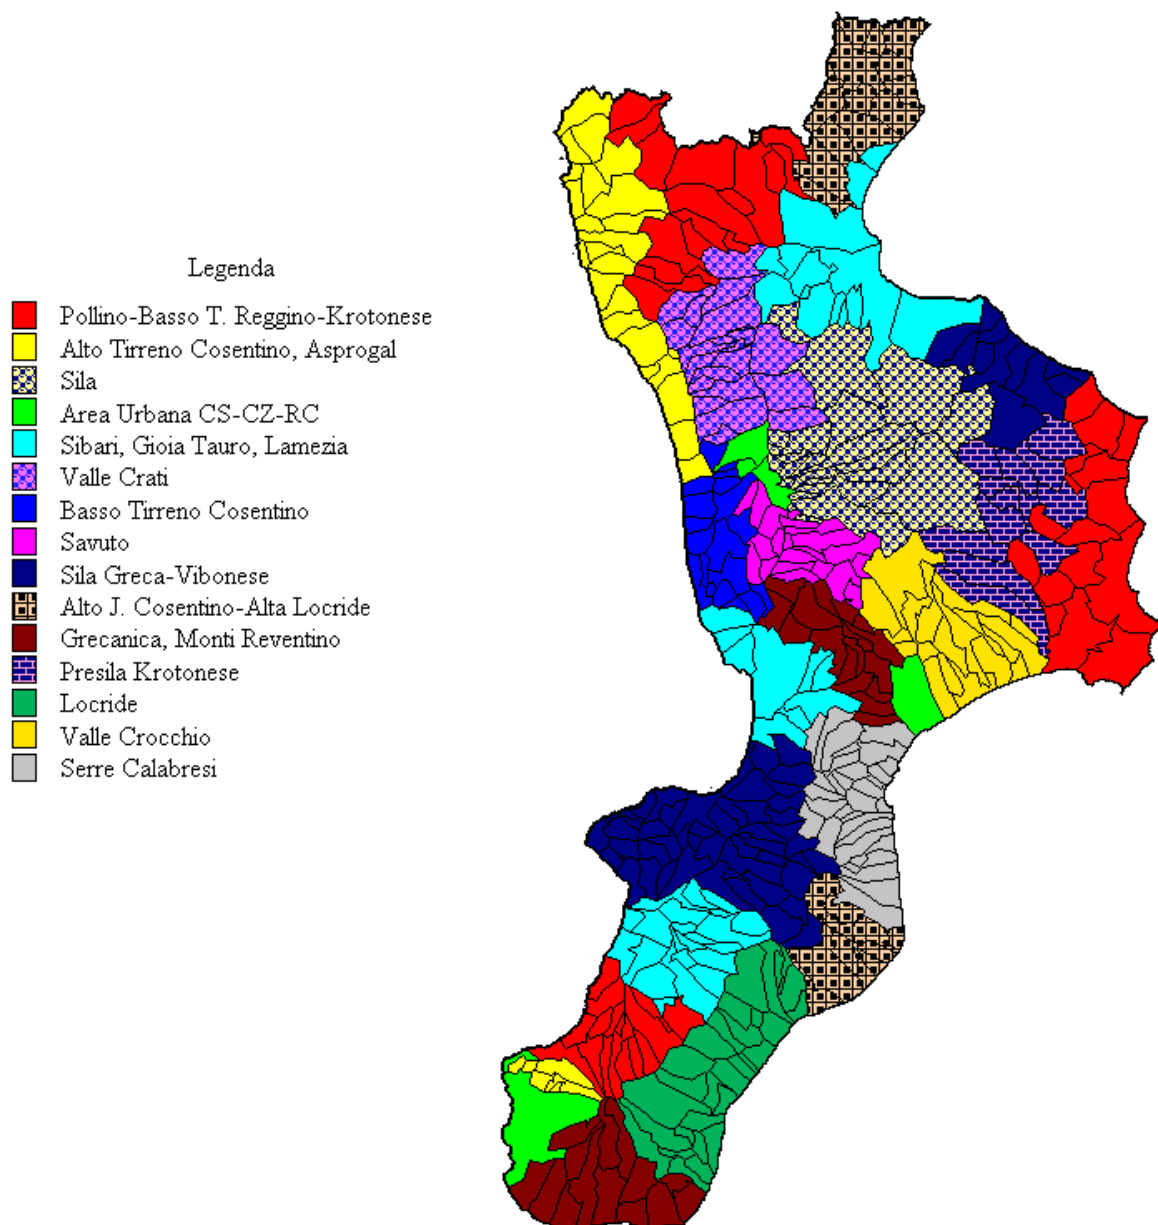 Legenda
Pollino-Basso T. Reggino-Krotonese
Alto Tirreno Cosentino, Asprogal
Sila
Area Urbana CS-CZ-RC
Sibari, Gioia Tauro, Lamezia
Valle Crati
Basso Tirreno Cosentino
Savuto
Sila Greca-Vibonese
Alto J. Cosentino-Alta Locride
Grecanica, Monti Reventino
Presila Krotonese
Locride
Valle Crocchio
Serre Calabresi